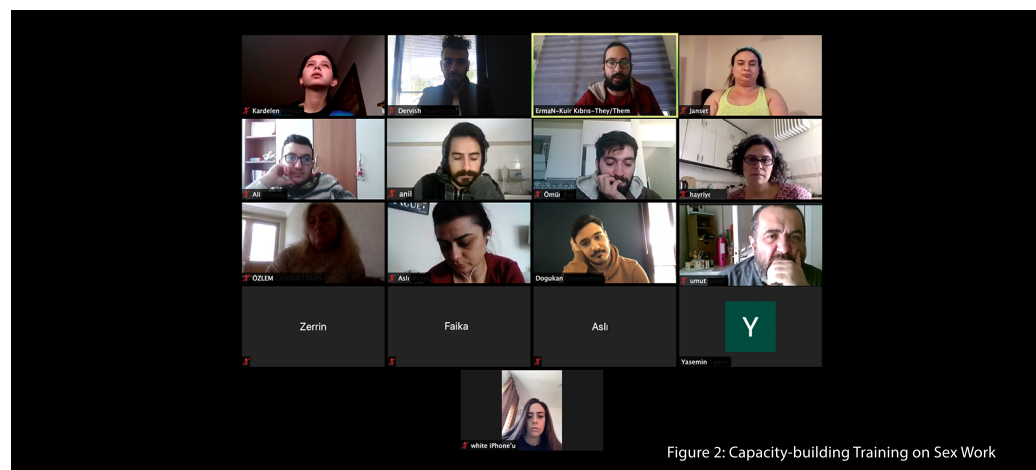 Kardelen
Dervish
ErmaN-Kuir Kıbrıs-They/Them
Janset
Ali
anil
Ömür
hayriye
ÖZLEM
Aslı
Dogukan
umut
Zerrin
Faika
Aslı
Y
Yasemin
white iPhone'u
Figure 2: Capacity-building Training on Sex Work